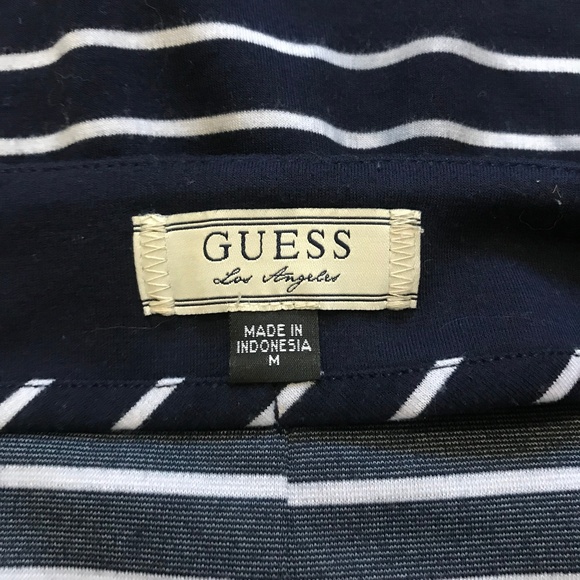 GUESS
Los Angeles
MADE IN
INDONESIA
M